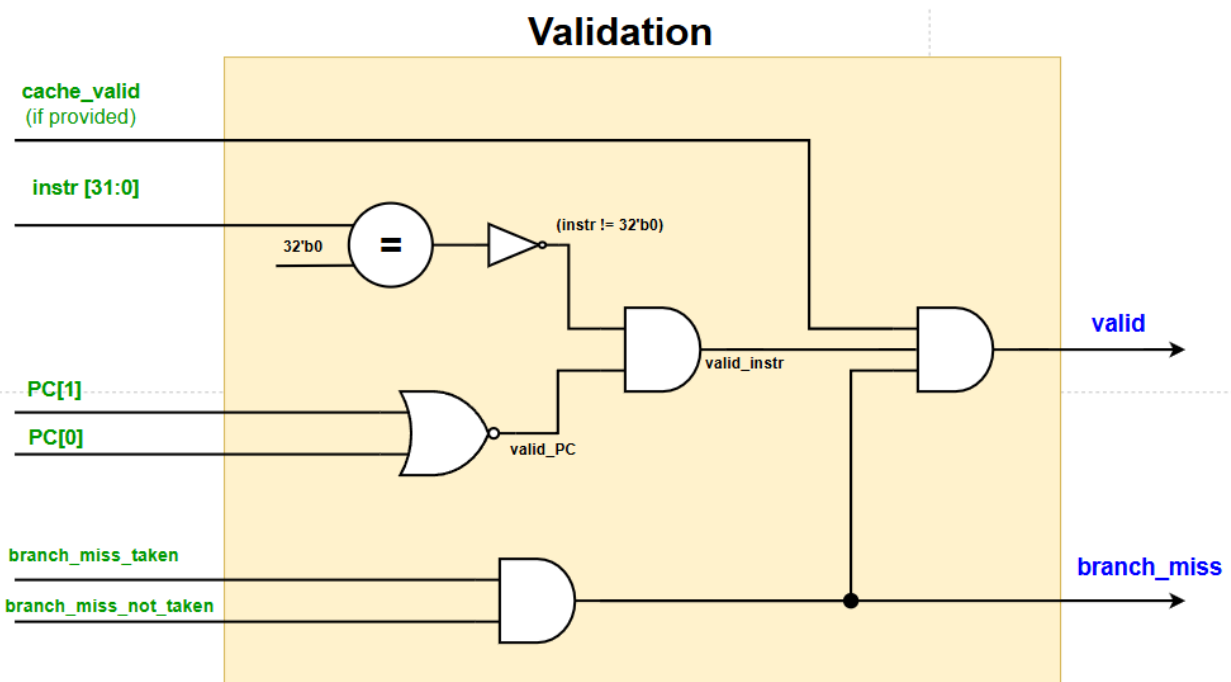 Validation
cache_valid
(if provided)
instr [31:0]
(instr != 32'b0)
32'b0
=
valid
valid_instr
PC[1]
PC[0]
valid_PC
branch_miss_taken
branch_miss
branch_miss_not_taken